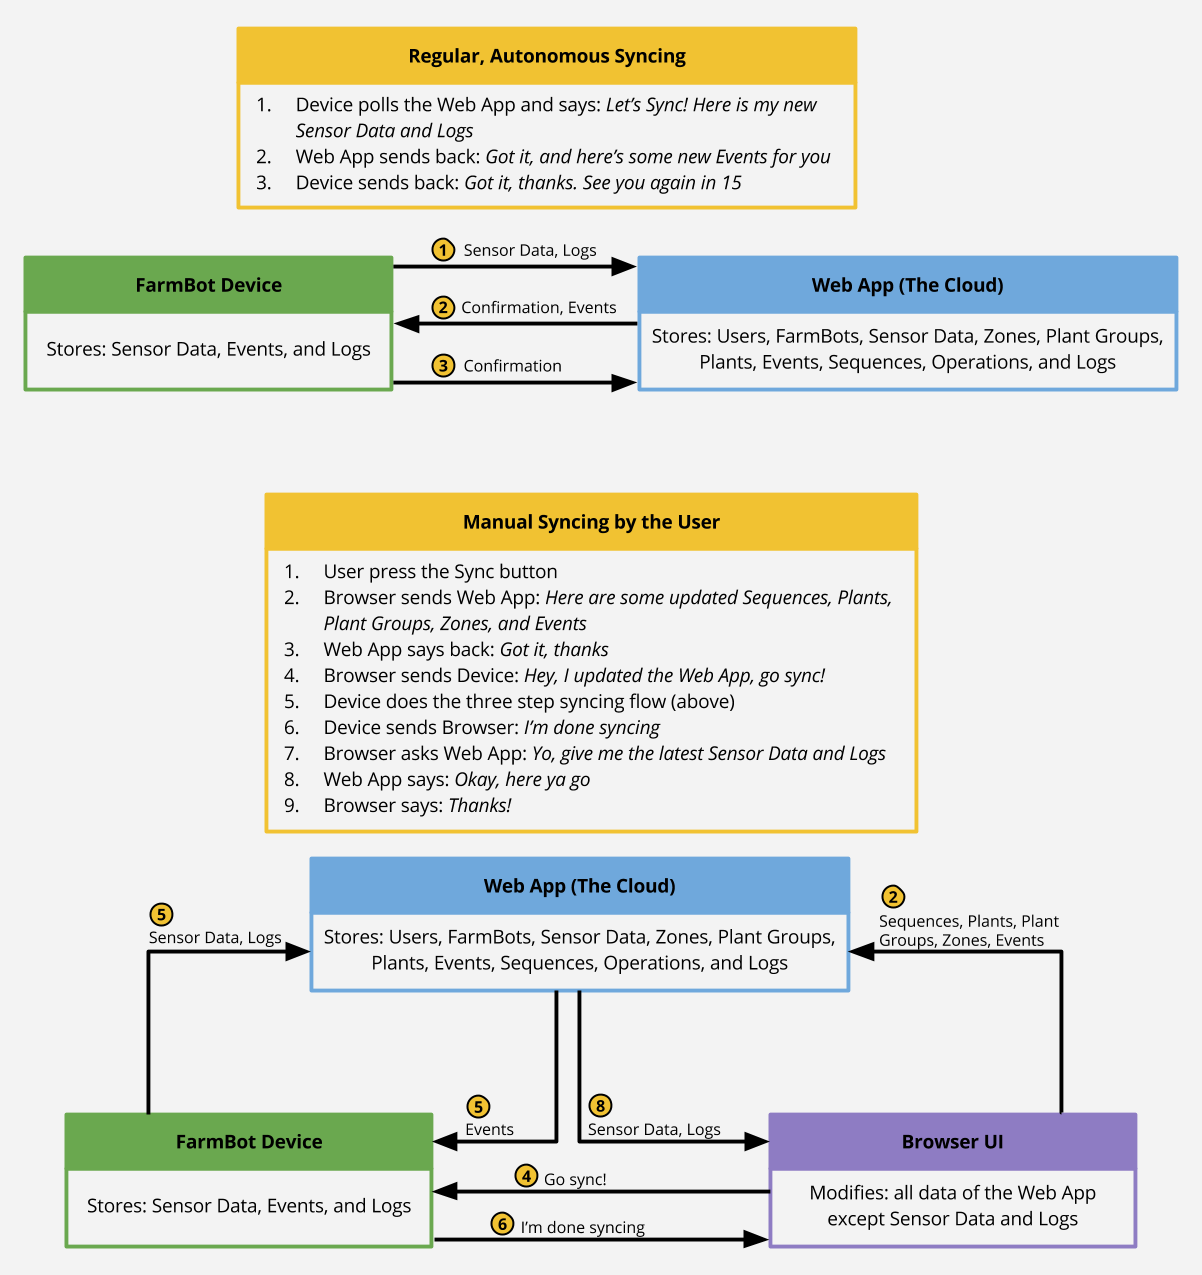 Regular, Autonomous Syncing
1. Device polls the Web App and says: Let's Sync! Here is my new
Sensor Data and Logs
2. Web App sends back: Got it, and here's some new Events for you
3. Device sends back: Got it, thanks. See you again in 15
1 Sensor Data, Logs
FarmBot Device
Stores: Sensor Data, Events, and Logs
2 Confirmation, Events
3 Confirmation
Web App (The Cloud)
Stores: Users, FarmBots, Sensor Data, Zones, Plant Groups,
Plants, Events, Sequences, Operations, and Logs
Manual Syncing by the User
1. User press the Sync button
2. Browser sends Web App: Here are some updated Sequences, Plants,
Plant Groups, Zones, and Events
3. Web App says back: Got it, thanks
4. Browser sends Device: Hey, I updated the Web App, go sync!
5. Device does the three step syncing flow (above)
6. Device sends Browser: I'm done syncing
7. Browser asks Web App: Yo, give me the latest Sensor Data and Logs
8. Web App says: Okay, here ya go
9. Browser says: Thanks!
Web App (The Cloud)
Stores: Users, FarmBots, Sensor Data, Zones, Plant Groups,
Plants, Events, Sequences, Operations, and Logs
5
Sensor Data, Logs
2
Sequences, Plants, Plant
Groups, Zones, Events
5
Events
8
Sensor Data, Logs
FarmBot Device
Stores: Sensor Data, Events, and Logs
4 Go sync!
6 I'm done syncing
Browser UI
Modifies: all data of the Web App
except Sensor Data and Logs